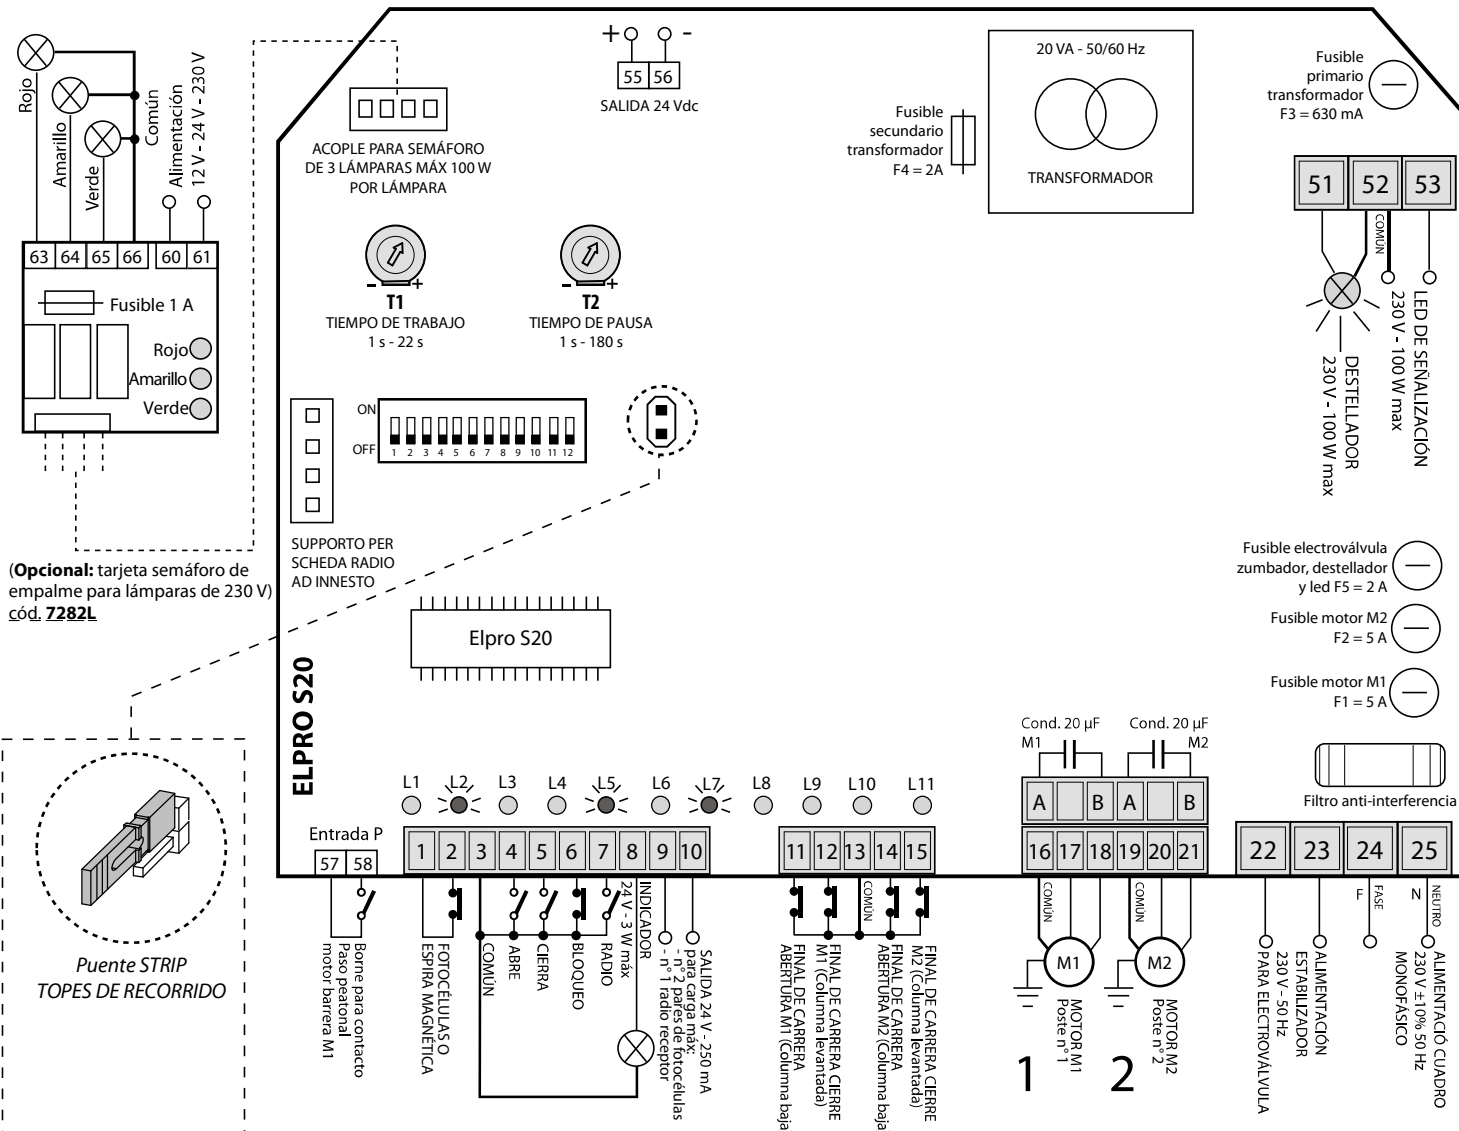 Rojo
Amarillo
Verde
Común
Alimentación
12 V - 24 V - 230 V
63 64 65 66 60 61
Fusible 1 A
Rojo
Amarillo
Verde
(Opcional: tarjeta semáforo de
empalme para lámparas de 230 V)
cód. 7282L
ACOPLE PARA SEMÁFORO
DE 3 LÁMPARAS MÁX 100 W
POR LÁMPARA
+ -
55 56
SALIDA 24 Vdc
Fusible
secundario
transformador
F4 = 2A
20 VA - 50/60 Hz
TRANSFORMADOR
Fusible
primario
transformador
F3 = 630 mA
51 52 53
COMÚN
DESTELLADOR
230 V - 100 W max
LED DE SEÑALIZACIÓN
230 V - 100 W max
- +
T1
TIEMPO DE TRABAJO
1 s - 22 s
- +
T2
TIEMPO DE PAUSA
1 s - 180 s
ON
OFF
1 2 3 4 5 6 7 8 9 10 11 12
SUPPORTO PER
SCHEDA RADIO
AD INNESTO
Elpro S20
ELPRO S20
Fusible electroválvula
zumbador, destellador
y led F5 = 2 A
Fusible motor M2
F2 = 5 A
Fusible motor M1
F1 = 5 A
Filtro anti-interferencia
Puente STRIP
TOPES DE RECORRIDO
L1 L2 L3 L4 L5 L6 L7 L8 L9 L10 L11
Entrada P
57 58
1 2 3 4 5 6 7 8 9 10
11 12 13 14 15
Cond. 20 µF
M1
Cond. 20 µF
M2
A B A B
16 17 18 19 20 21
22 23 24 25
Borne para contacto
Paso peatonal
motor barrera M1
FOTOCÉLULAS O
ESPIRA MAGNÉTICA
COMÚN
ABRE
CIERRA
BLOQUEO
RADIO
INDICADOR
24 V - 3 W máx
SALIDA 24 V - 250 mA
para carga máx:
- n° 2 pares de fotocélulas
- n° 1 radio receptor
COMÚN
FINAL DE CARRERA
ABERTURA M1 (Columna baja
FINAL DE CARRERA CIERRE
M1 (Columna levantada)
FINAL DE CARRERA
ABERTURA M2 (Columna baja
FINAL DE CARRERA CIERRE
M2 (Columna levantada)
COMÚN
M1
MOTOR M1
Poste n° 1
1
COMÚN
M2
MOTOR M2
Poste n° 2
2
230 V - 50 Hz
PARA ELECTROVÁLVULA
ALIMENTACIÓN
ESTABILIZADOR
F
FASE
N
NEUTRO
ALIMENTACIÓ CUADRO
230 V ±10% 50 Hz
MONOFÁSICO